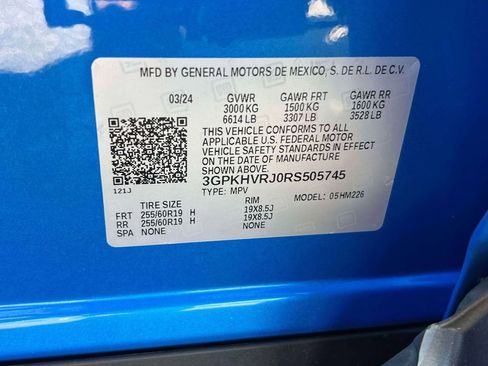 MFD BY GENERAL MOTORS DE MEXICO, S. DE R.L. DE C.V.
03/24 GVWR GAWR FRT GAWR RR
3000 KG 1500 KG 1600 KG
6614 LB 3307 LB 3528 LB
THIS VEHICLE CONFORMS TO ALL
APPLICABLE U.S. FEDERAL MOTOR
VEHICLE SAFETY STANDARDS IN EFFECT
ON THE DATE OF MANUFACTURE
SHOWN ABOVE.
3GPKHVRJ0RS505745
121J TYPE: MPV MODEL: 05HM226
TIRE SIZE RIM
FRT 255/60R19 H 19X8.5J
RR 255/60R19 H 19X8.5J
SPA NONE NONE